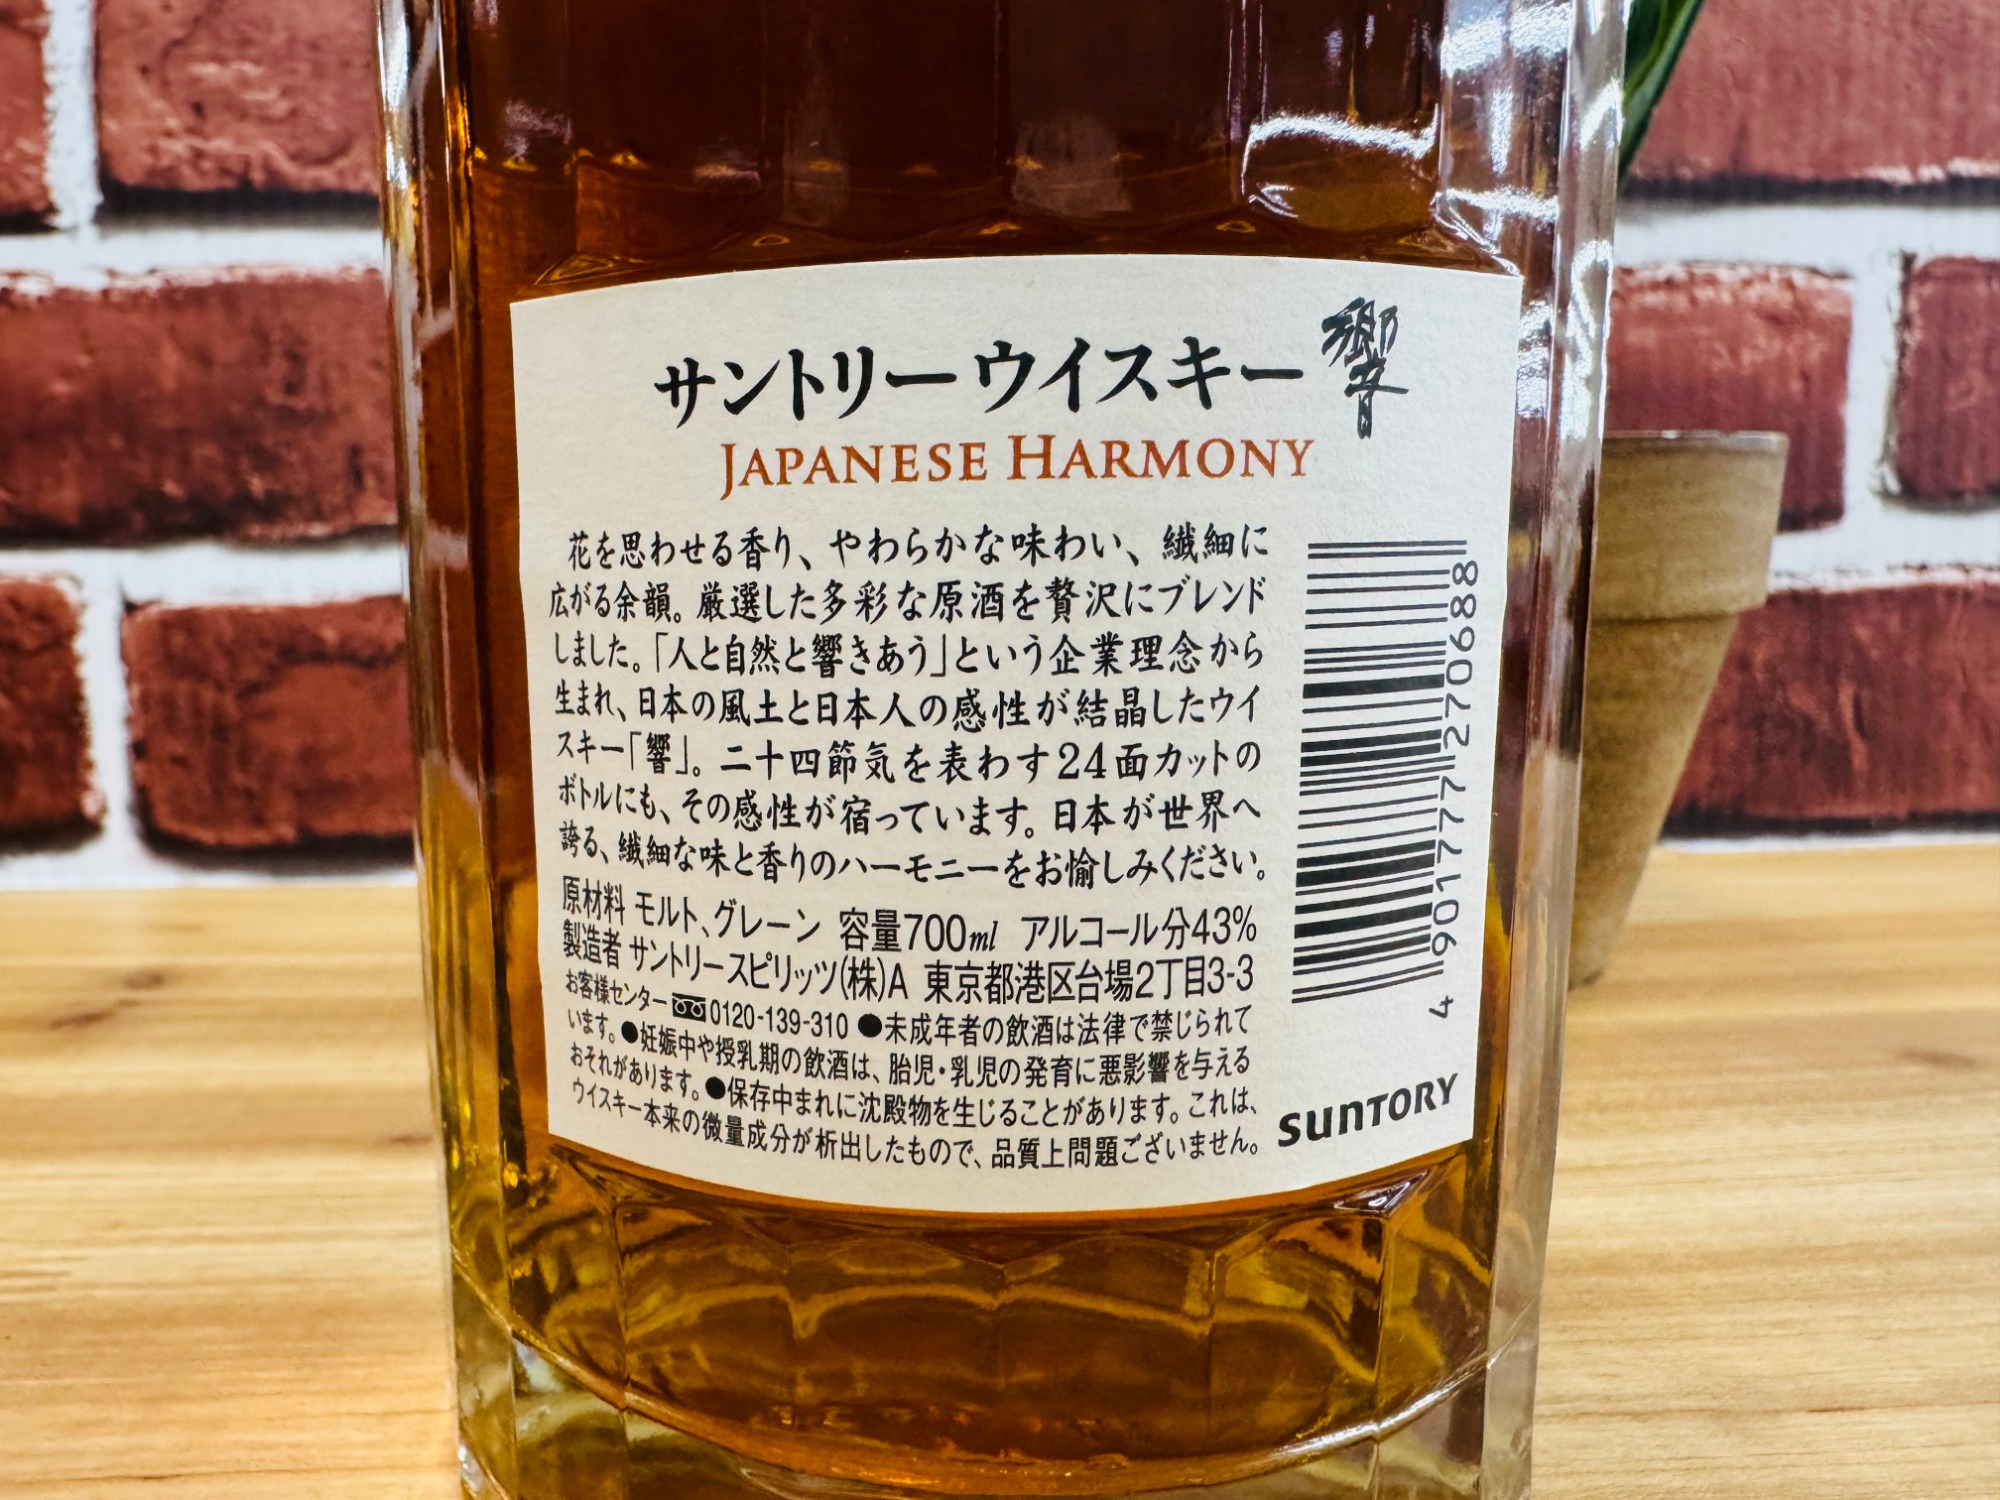 サントリーウイスキー 響
JAPANESE HARMONY
花を思わせる香り、やわらかな味わい、繊細に
広がる余韻。厳選した多彩な原酒を贅沢にブレンド
しました。「人と自然と響きあう」という企業理念から
生まれ、日本の風土と日本人の感性が結晶したウイ
スキー「響」。二十四節気を表わす24面カットの
ボトルにも、その感性が宿っています。日本が世界へ
誇る、繊細な味と香りのハーモニーをお愉しみください。
原材料 モルト、グレーン 容量700ml アルコール分43%
製造者 サントリースピリッツ(株)A 東京都港区台場2丁目3-3
お客様センター 0120-139-310 ●未成年者の飲酒は法律で禁じられて
います。●妊娠中や授乳期の飲酒は、胎児・乳児の発育に悪影響を与える
おそれがあります。●保存中まれに沈殿物を生じることがあります。これは、
ウイスキー本来の微量成分が析出したもので、品質上問題ございません。
4 901777 270688
SUNTORY